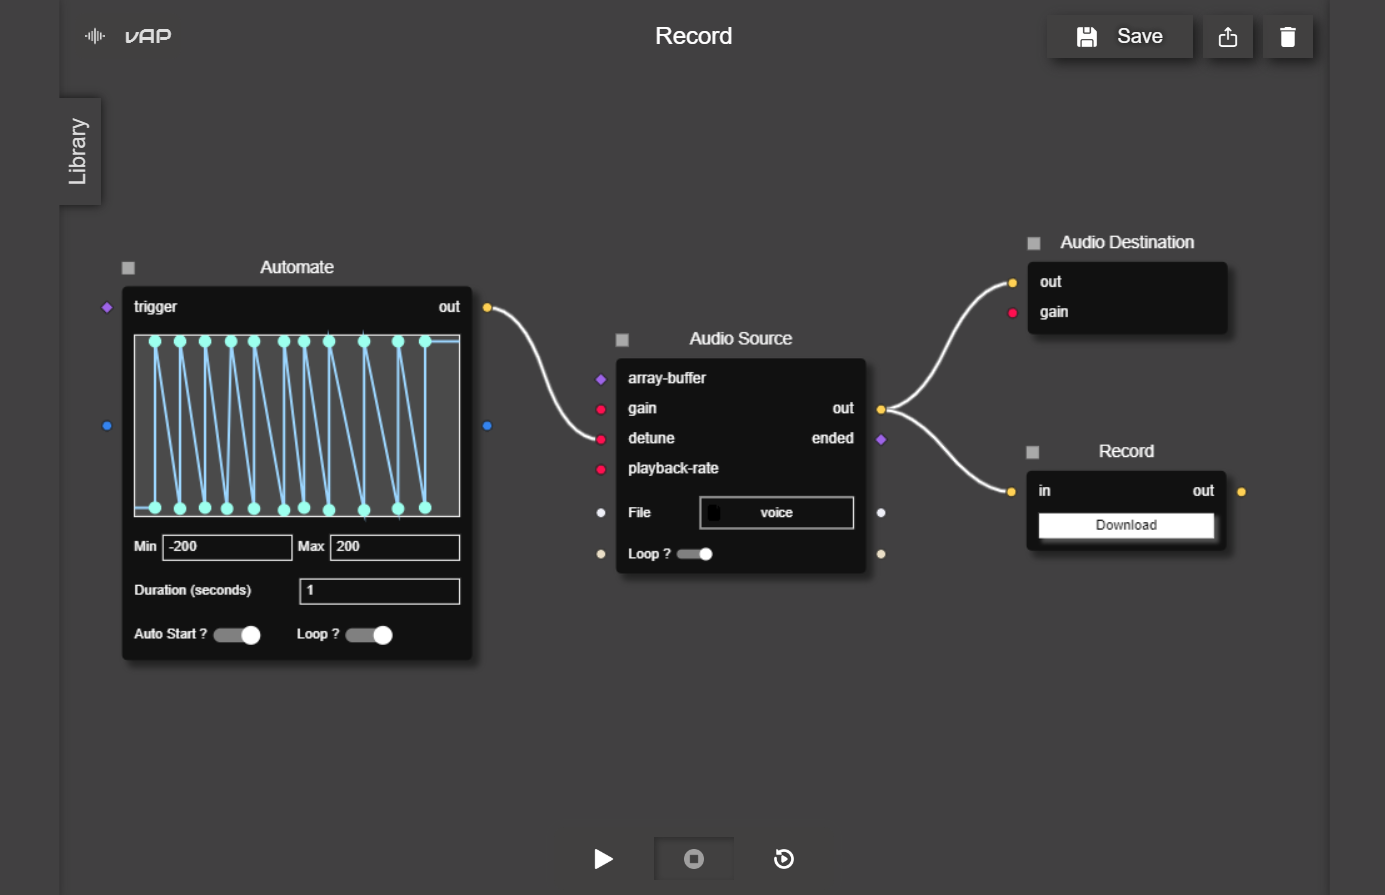 vAP
Record
Save
Library
Automate
trigger
out
Min
-200
Max
200
Duration (seconds)
1
Auto Start ?
Loop ?
Audio Source
array-buffer
gain
out
detune
ended
playback-rate
File
voice
Loop ?
Audio Destination
out
gain
Record
in
out
Download